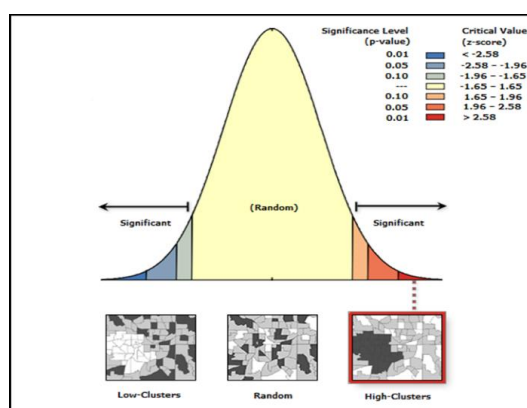 Significance Level Critical Value
(p-value) (z-score)
0.01 < -2.58
0.05 -2.58 – -1.96
0.10 -1.96 – -1.65
--- -1.65 – 1.65
0.10 1.65 – 1.96
0.05 1.96 – 2.58
0.01 > 2.58
(Random)
Significant Significant
Low-Clusters Random High-Clusters